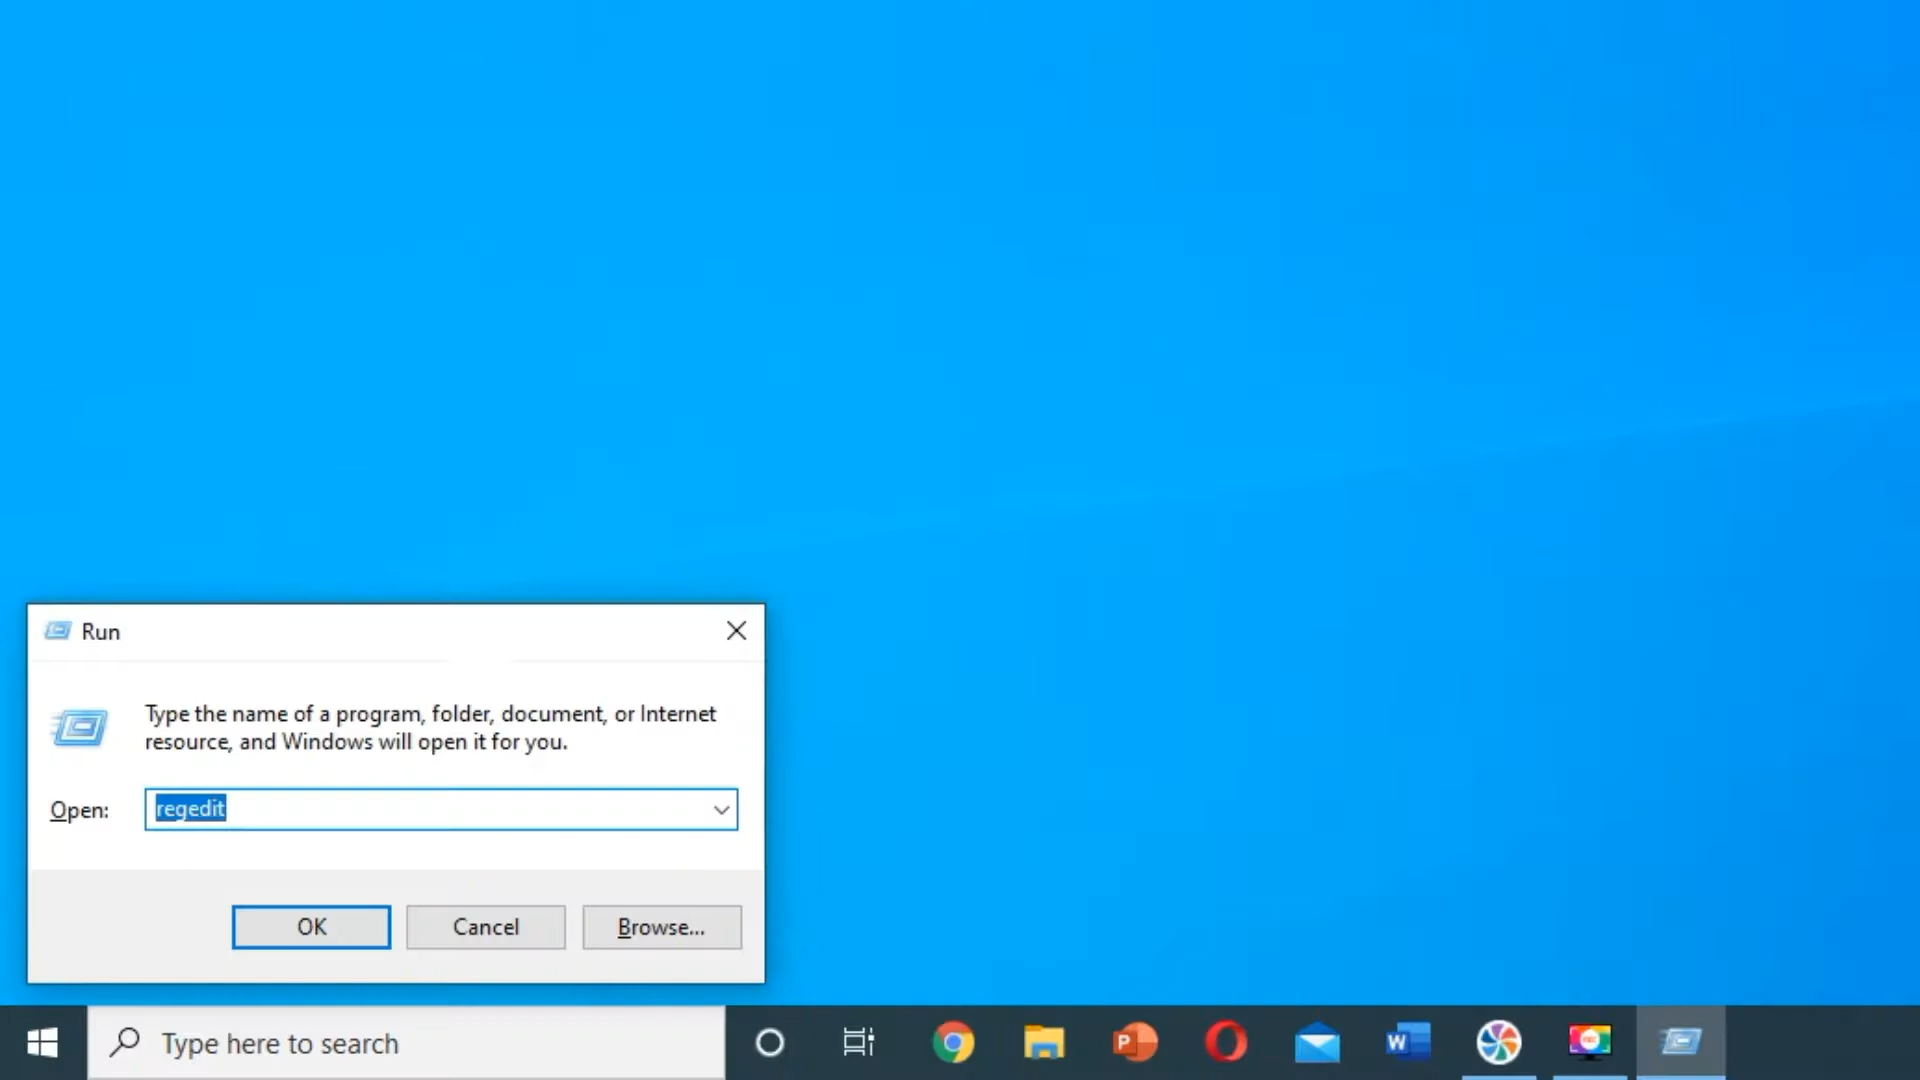 Run
Type the name of a program, folder, document, or Internet
resource, and Windows will open it for you.
Open:
regedit
OK
Cancel
Browse...
Type here to search
P
W